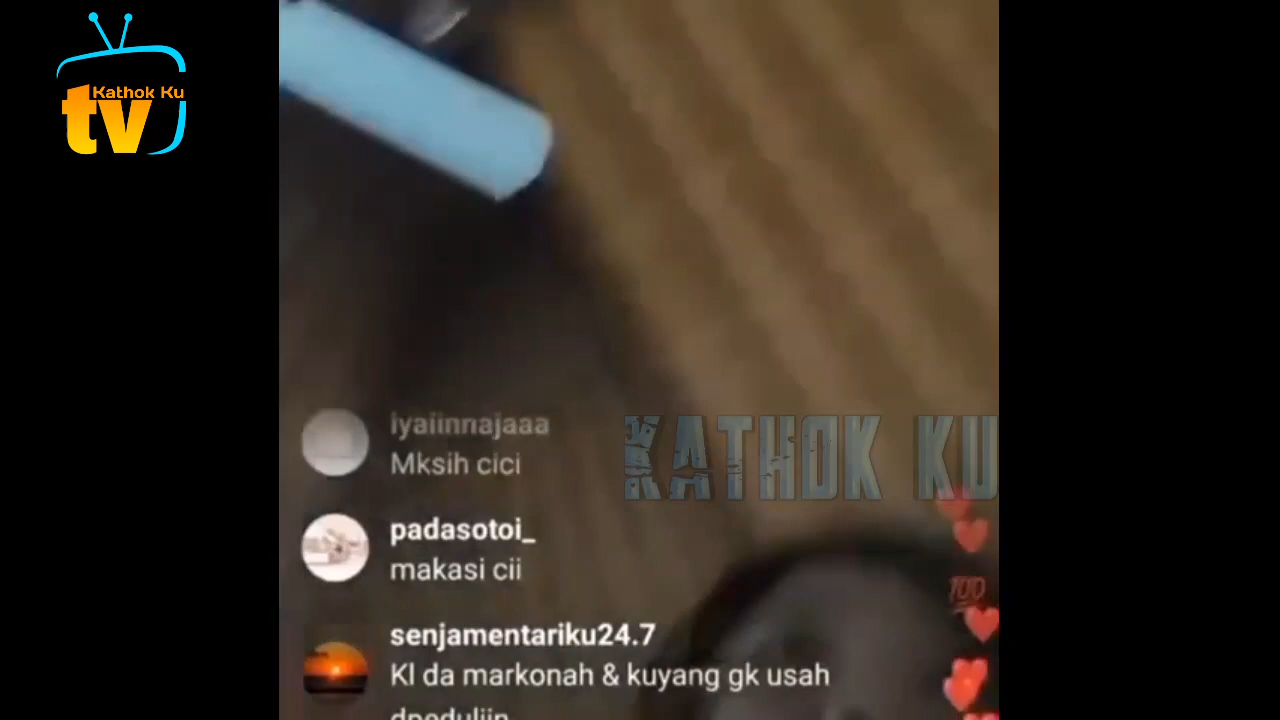 Kathok Ku
tv
iyaiinnajaaa
Mksih cici
KATHOK KU
padasotoi_
makasi cii
100
senjamentariku24.7
Kl da markonah & kuyang gk usah
dpeduliin